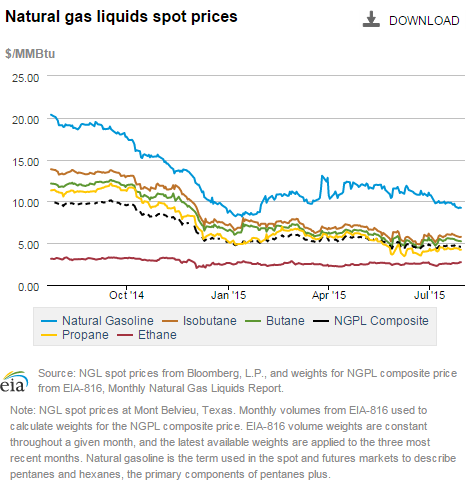 Natural gas liquids spot prices
DOWNLOAD
$/MMBtu
25.00
20.00
15.00
10.00
5.00
0.00
Oct '14 Jan '15 Apr '15 Jul '15
Natural Gasoline Isobutane Butane NGPL Composite
Propane Ethane
eia
Source: NGL spot prices from Bloomberg, L.P., and weights for NGPL composite price
from EIA-816, Monthly Natural Gas Liquids Report.
Note: NGL spot prices at Mont Belvieu, Texas. Monthly volumes from EIA-816 used to
calculate weights for the NGPL composite price. EIA-816 volume weights are constant
throughout a given month, and the latest available weights are applied to the three most
recent months. Natural gasoline is the term used in the spot and futures markets to describe
pentanes and hexanes, the primary components of pentanes plus.